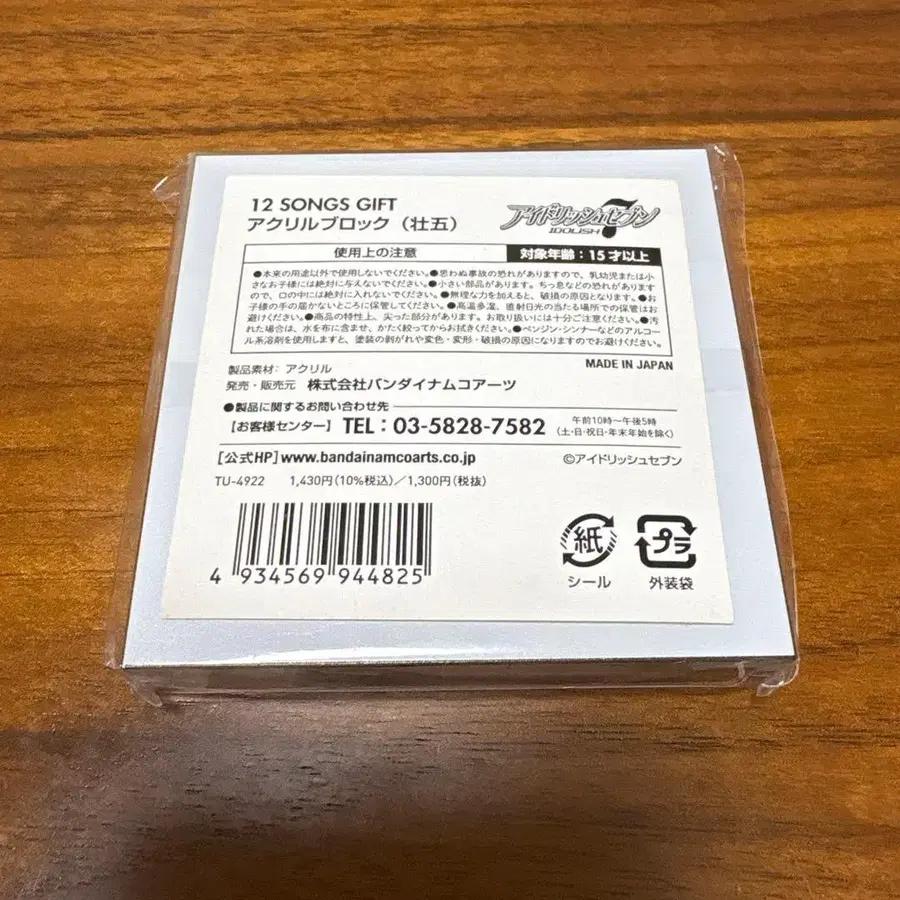 12 SONGS GIFT
アクリルブロック（壮五）
アイドリッシュセブン
IDOLISH 7
使用上の注意
対象年齢：15才以上
●本来の用途以外で使用しないでください。●思わぬ事故の恐れがありますので、乳幼児または小
さなお子様には絶対に与えないでください。●小さい部品があります。ちっ息などの恐れがあります
ので、口の中には絶対に入れないでください。●無理な力を加えると、破損の原因となります。●お
子様の手の届かないところに保管してください。●高温多湿、直射日光の当たる場所での保管はお
避けください。●商品の特性上、尖った部分があります。お取り扱いには十分ご注意ください。●汚
れた場合は、水を布に含ませ、かたく絞ってからお拭きください。●ベンジン・シンナーなどのアルコー
ル系溶剤を使用しますと、塗装の剥がれや変色・変形・破損の原因になりますのでお避けください。
MADE IN JAPAN
製品素材：アクリル
発売・販売元 株式会社バンダイナムコアーツ
●製品に関するお問い合わせ先
【お客様センター】 TEL：03-5828-7582
午前10時〜午後5時
(土・日・祝日・年末年始を除く)
[公式HP] www.bandainamcoarts.co.jp
©アイドリッシュセブン
TU-4922 1,430円(10%税込)／1,300円(税抜)
4 934569 944825
紙
シール
プラ
外装袋